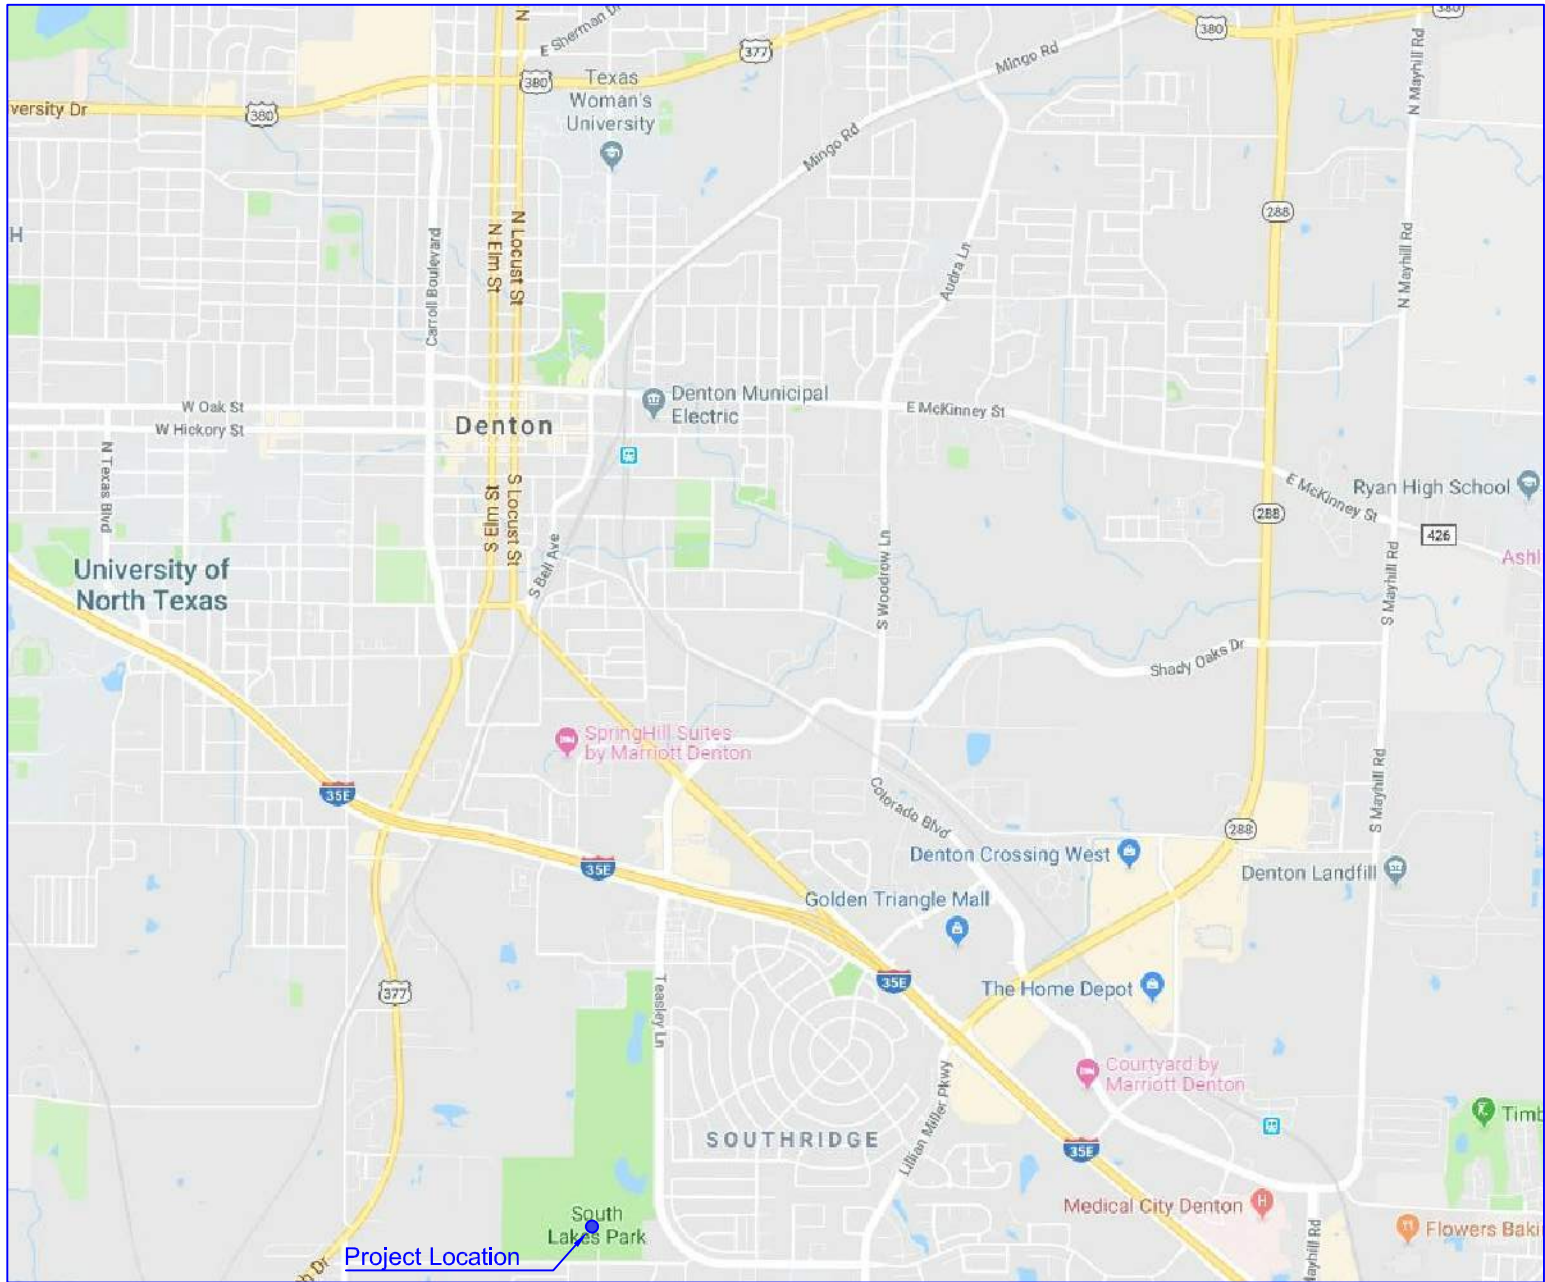 N
E Sherman Dr
380
377
380
Mingo Rd
380
Texas
Woman's
University
N Mayhill Rd
versity Dr
380
Mingo Rd
288
H
N Locust St
N Elm St
Carroll Boulevard
Audra Ln
N Mayhill Rd
W Oak St
W Hickory St
Denton
Denton Municipal
Electric
E McKinney St
N Texas Blvd
S Locust St
S Elm St
E McKinney St
Ryan High School
288
426
Ashl
University of
North Texas
S Bell Ave
S Woodrow Ln
S Mayhill Rd
Shady Oaks Dr
SpringHill Suites
by Marriott Denton
35E
S Mayhill Rd
Colorado Blvd
288
Denton Crossing West
35E
Denton Landfill
Golden Triangle Mall
35E
The Home Depot
377
Teasley Ln
Courtyard by
Marriott Denton
Lillian Miller Pkwy
Timb
SOUTHRIDGE
35E
Medical City Denton
H
South
Lakes Park
Flowers Baki
Project Location
Mayhill Rd